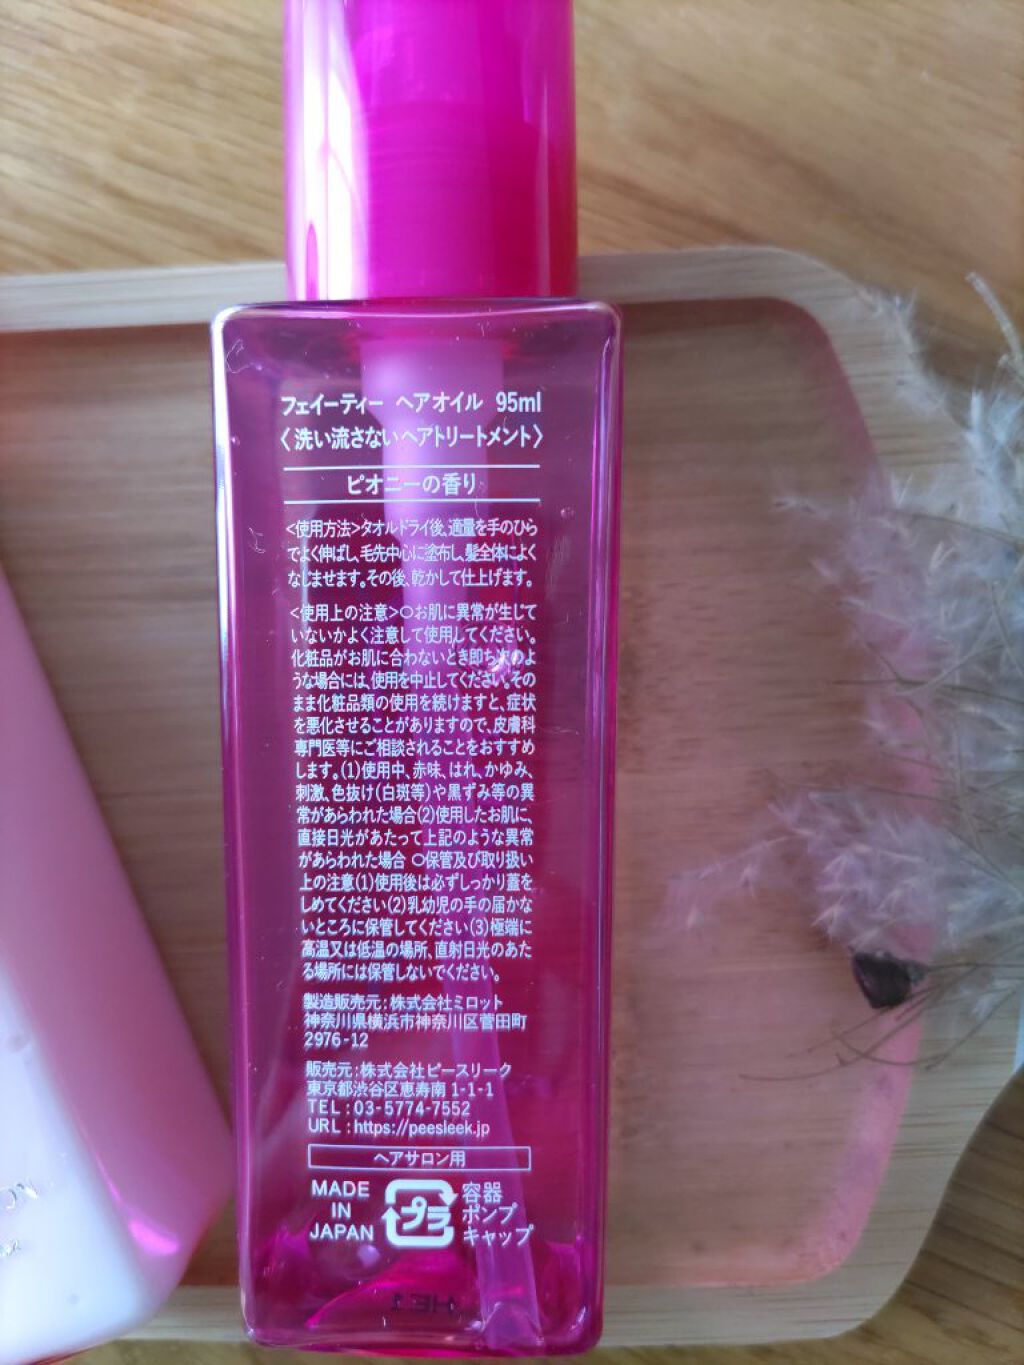 フェイーティー ヘアオイル 95ml
〈洗い流さないヘアトリートメント〉
ピオニーの香り
<使用方法>タオルドライ後、適量を手のひら
でよく伸ばし、毛先中心に塗布し、髪全体によく
なじませます。その後、乾かして仕上げます。
<使用上の注意>○お肌に異常が生じて
いないかよく注意して使用してください。
化粧品がお肌に合わないとき即ち次のよ
うな場合には、使用を中止してください。その
まま化粧品類の使用を続けますと、症状
を悪化させることがありますので、皮膚科
専門医等にご相談されることをおすすめ
します。(1)使用中、赤味、はれ、かゆみ、
刺激、色抜け(白斑等)や黒ずみ等の異
常があらわれた場合(2)使用したお肌に、
直接日光があたって上記のような異常
があらわれた場合 ○保管及び取り扱い
上の注意(1)使用後は必ずしっかり蓋を
しめてください(2)乳幼児の手の届かな
いところに保管してください(3)極端に
高温又は低温の場所、直射日光のあた
る場所には保管しないでください。
製造販売元:株式会社ミロット
神奈川県横浜市神奈川区菅田町
2976-12
販売元:株式会社ピースリーク
東京都渋谷区恵寿南 1-1-1
TEL:03-5774-7552
URL:https://peesleek.jp
ヘアサロン用
MADE
IN
JAPAN
プラ
容器
ポンプ
キャップ